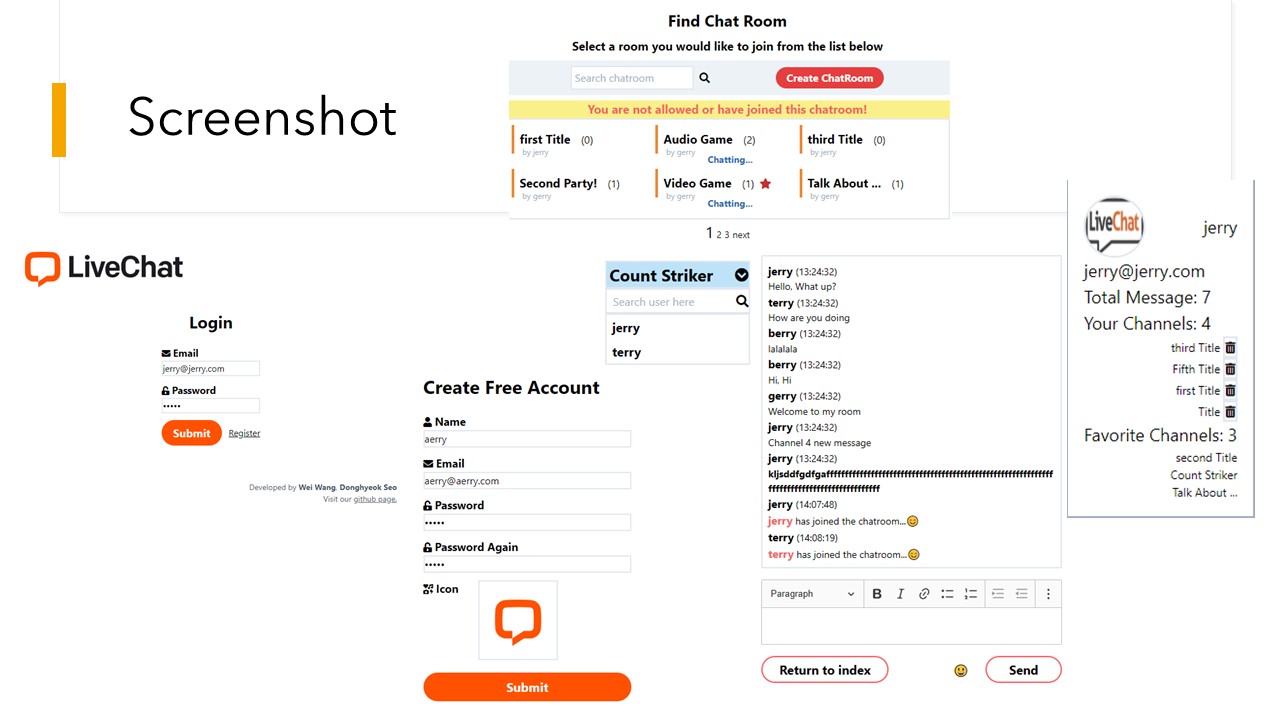 Screenshot
Find Chat Room
Select a room you would like to join from the list below
Search chatroom
Create ChatRoom
You are not allowed or have joined this chatroom!
first Title (0)
by jerry
Audio Game (2)
by gerry
Chatting...
third Title (0)
by jerry
Second Party! (1)
by gerry
Video Game (1)
by gerry
Chatting...
Talk About ... (1)
by gerry
1 2 3 next
LiveChat
Login
Email
jerry@jerry.com
Password
•••••
Submit
Register
Developed by Wei Wang, Donghyeok Seo
Visit our github page.
Create Free Account
Name
aerry
Email
aerry@aerry.com
Password
•••••
Password Again
•••••
Icon
Submit
Count Striker
Search user here
jerry
terry
jerry (13:24:32)
Hello, What up?
terry (13:24:32)
How are you doing
berry (13:24:32)
lalalala
berry (13:24:32)
Hi, Hi
gerry (13:24:32)
Welcome to my room
jerry (13:24:32)
Channel 4 new message
jerry (13:24:32)
jerry (14:07:48)
jerry has joined the chatroom...😊
terry (14:08:19)
terry has joined the chatroom...😊
Paragraph
B I
Return to index
Send
LiveChat
jerry
jerry@jerry.com
Total Message: 7
Your Channels: 4
third Title
Fifth Title
first Title
Title
Favorite Channels: 3
second Title
Count Striker
Talk About ...